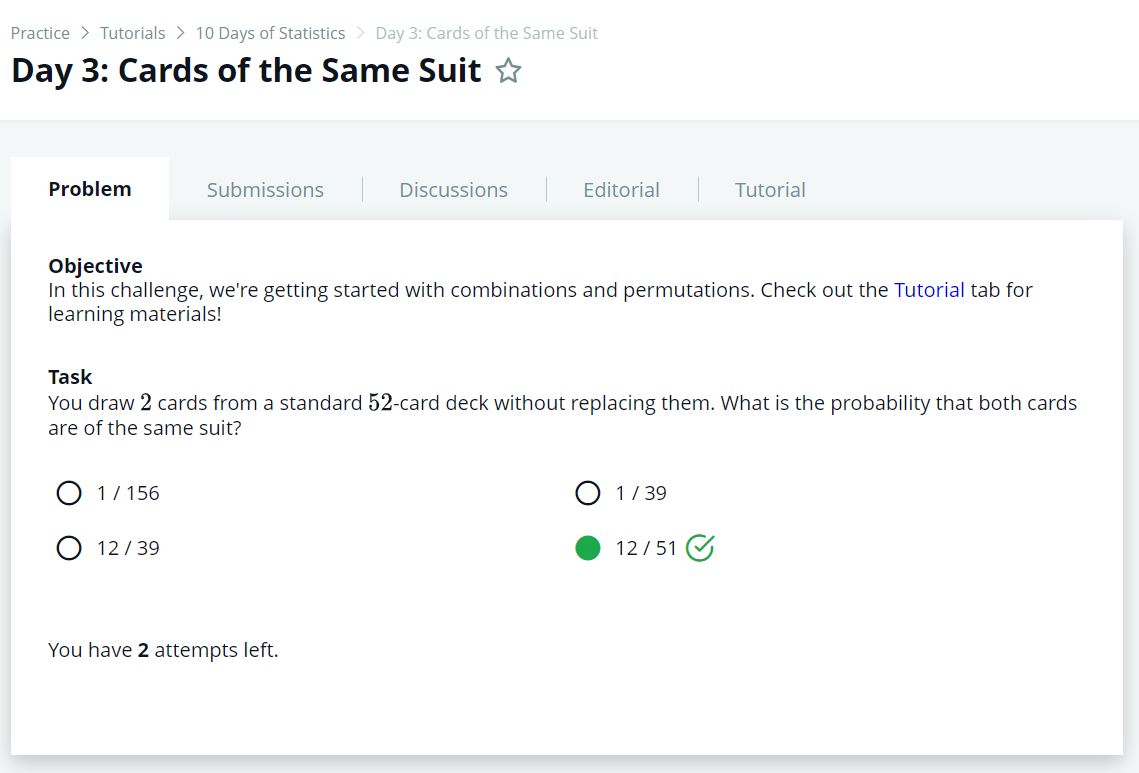 Practice > Tutorials > 10 Days of Statistics > Day 3: Cards of the Same Suit
Day 3: Cards of the Same Suit
Problem Submissions Discussions Editorial Tutorial
Objective
In this challenge, we're getting started with combinations and permutations. Check out the Tutorial tab for
learning materials!
Task
You draw 2 cards from a standard 52-card deck without replacing them. What is the probability that both cards
are of the same suit?
1 / 156 1 / 39
12 / 39 12 / 51
You have 2 attempts left.